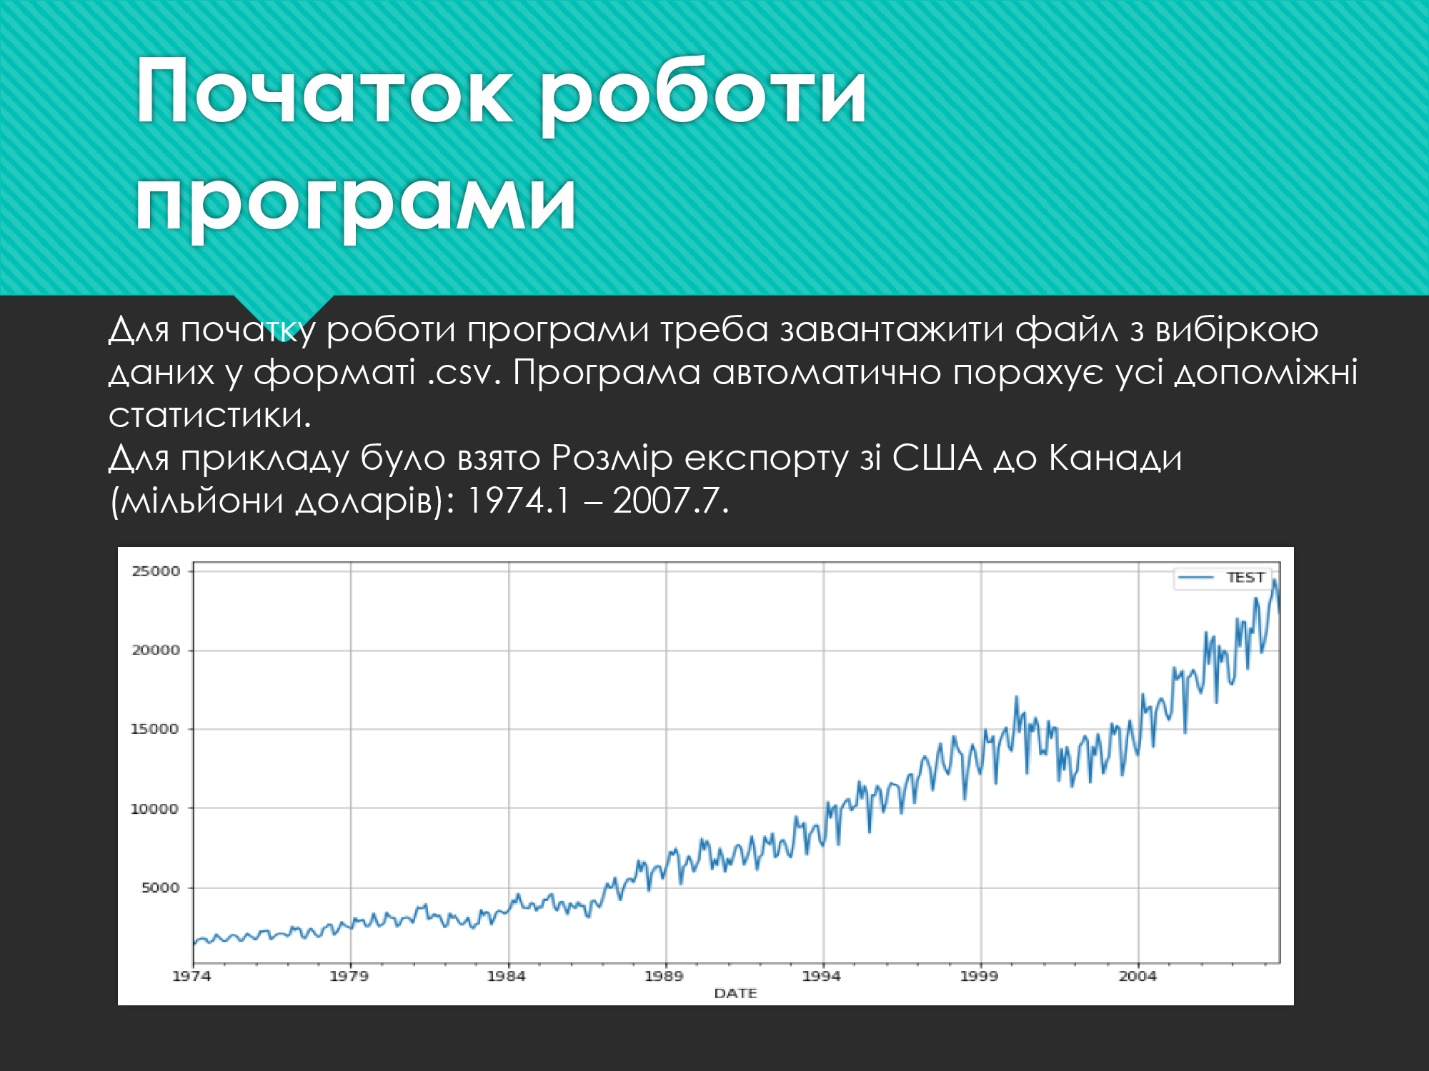 Початок роботи
програми
Для початку роботи програми треба завантажити файл з вибіркою
даних у форматі .csv. Програма автоматично порахує усі допоміжні
статистики.
Для прикладу було взято Розмір експорту зі США до Канади
(мільйони доларів): 1974.1 – 2007.7.
TEST
25000
20000
15000
10000
5000
1974 1979 1984 1989 1994 1999 2004
DATE